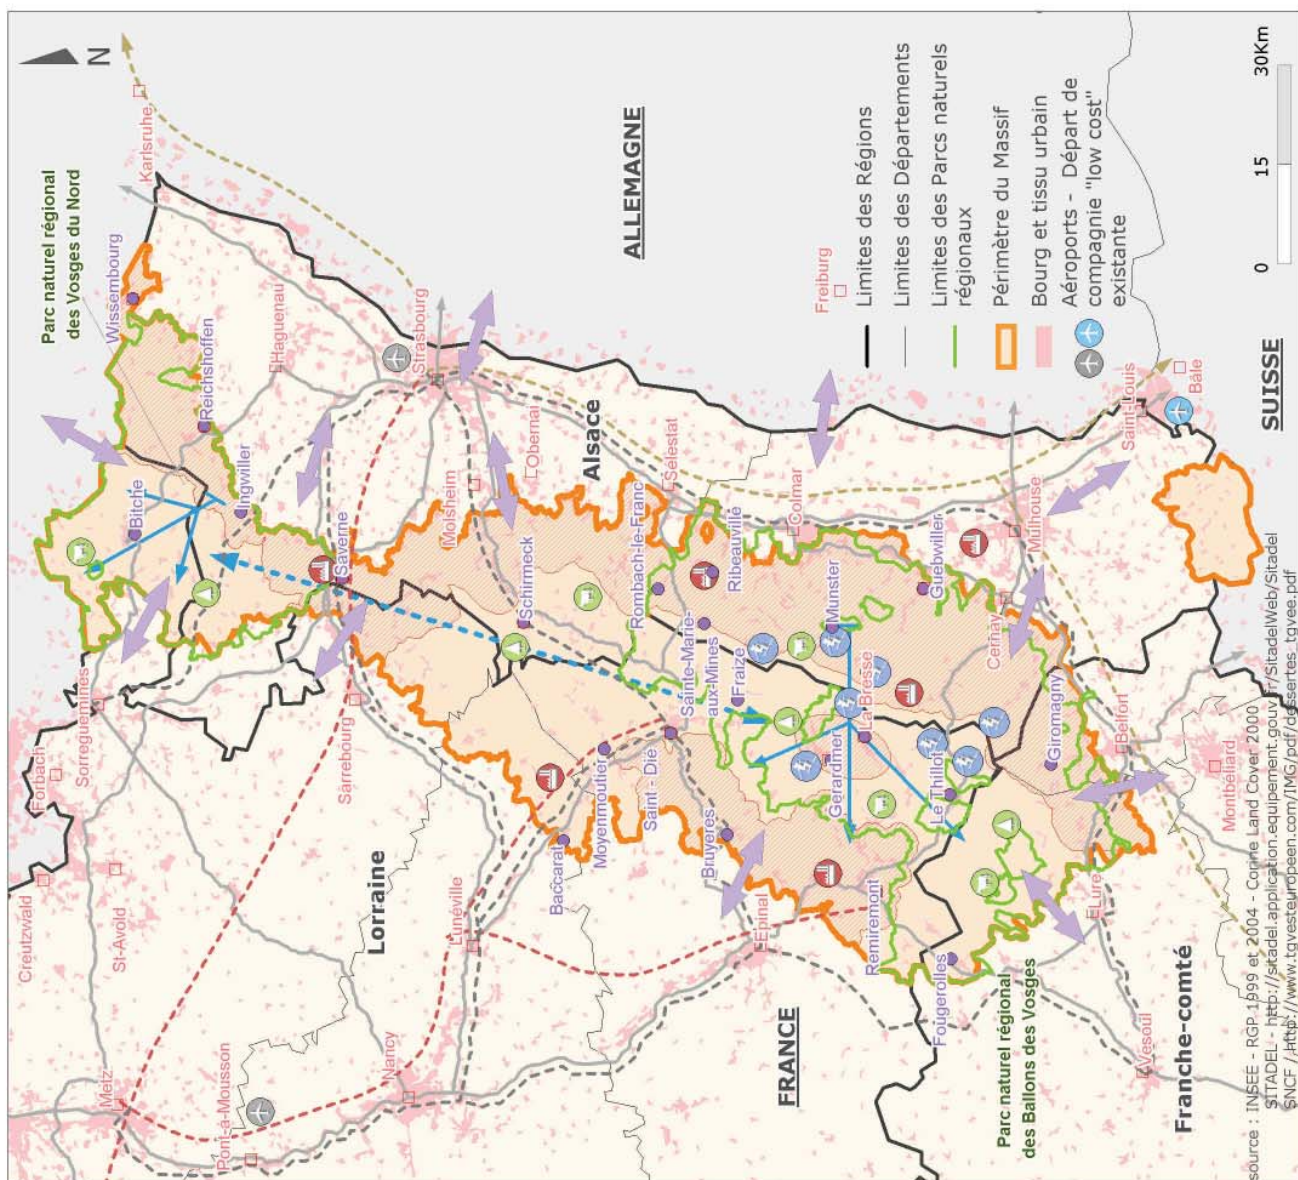 N
Karlsruhe
Parc naturel régional
des Vosges du Nord
Wissembourg
Reichshoffen
Haguenau
Strasbourg
ALLEMAGNE
Freiburg
Bitche
Ingwiller
Saverne
Molsheim
Obernai
Alsace
Sélestat
Colmar
Schirmeck
Rombach-le-Franc
Ribeauvillé
Sainte-Marie-
aux-Mines
Fraize
Munster
Guebwiller
Mulhouse
Saint-Louis
Bâle
SUISSE
Cernay
La Bresse
Gerardmer
Le Thillot
Giromagny
Belfort
Montbéliard
Forbach
Sarreguemines
Sarrebourg
Creutzwald
St-Avold
Lorraine
Lunéville
Baccarat
Moyenmoutier
Saint - Dié
Bruyères
Epinal
Remiremont
Fougerolles
Lure
Vesoul
Metz
Pont-à-Mousson
Nancy
FRANCE
Parc naturel régional
des Ballons des Vosges
Franche-comté
Limites des Régions
Limites des Départements
Limites des Parcs naturels
régionaux
Périmètre du Massif
Bourg et tissu urbain
Aéroports - Départ de
compagnie "low cost"
existante
0 15 30Km
source : INSEE - RGP 1999 et 2004 - Corine Land Cover 2000
SITADEL - http://sitadel.application.equipement.gouv.fr/SitadelWeb/Sitadel
SNCF / http://www.tgvesteuropeen.com/IMG/pdf/dessertes_tgvee.pdf